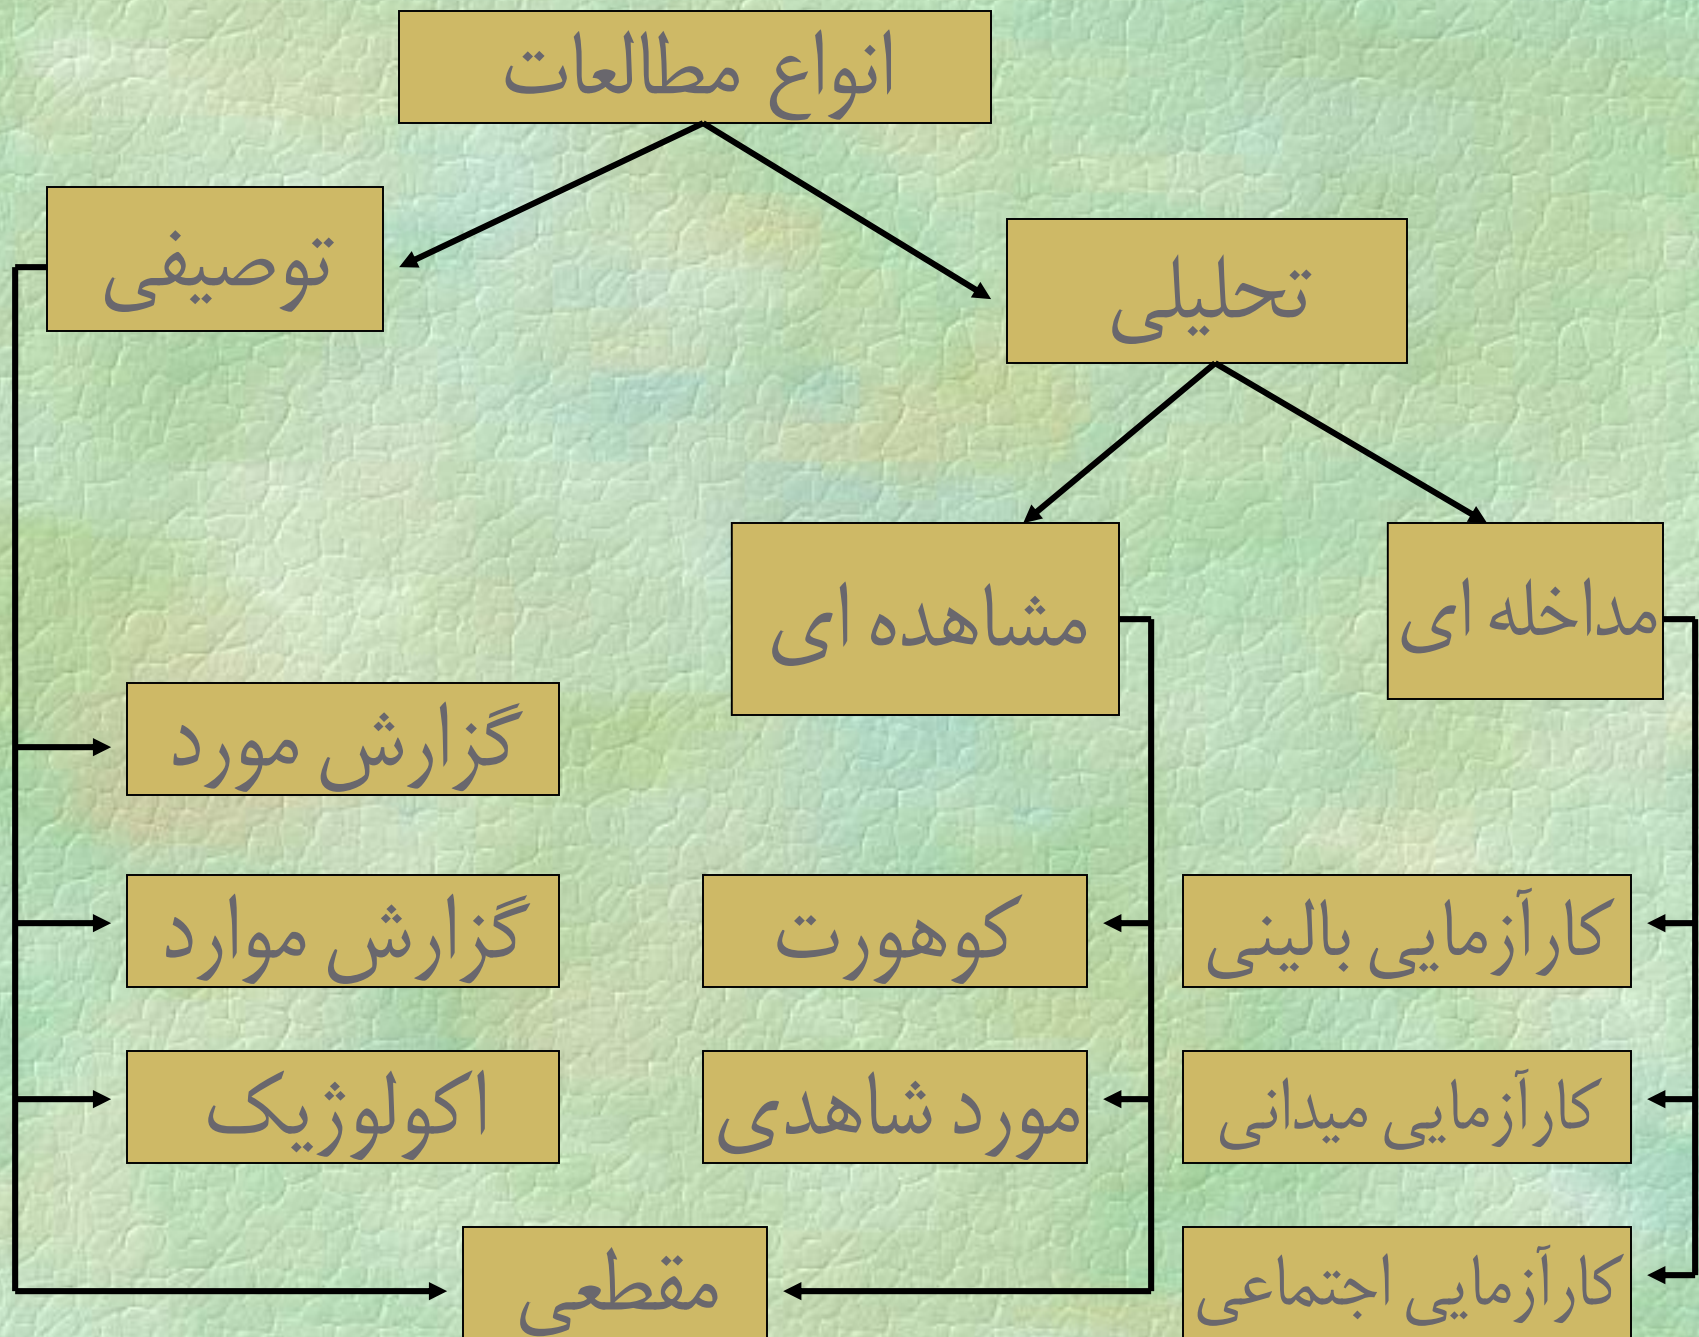 انواع مطالعات
توصیفی
تحلیلی
مشاهده ای
مداخله ای
گزارش مورد
گزارش موارد
کوهورت
کارآزمایی بالینی
اکولوژیک
مورد شاهدی
کارآزمایی میدانی
مقطعی
کارآزمایی اجتماعی